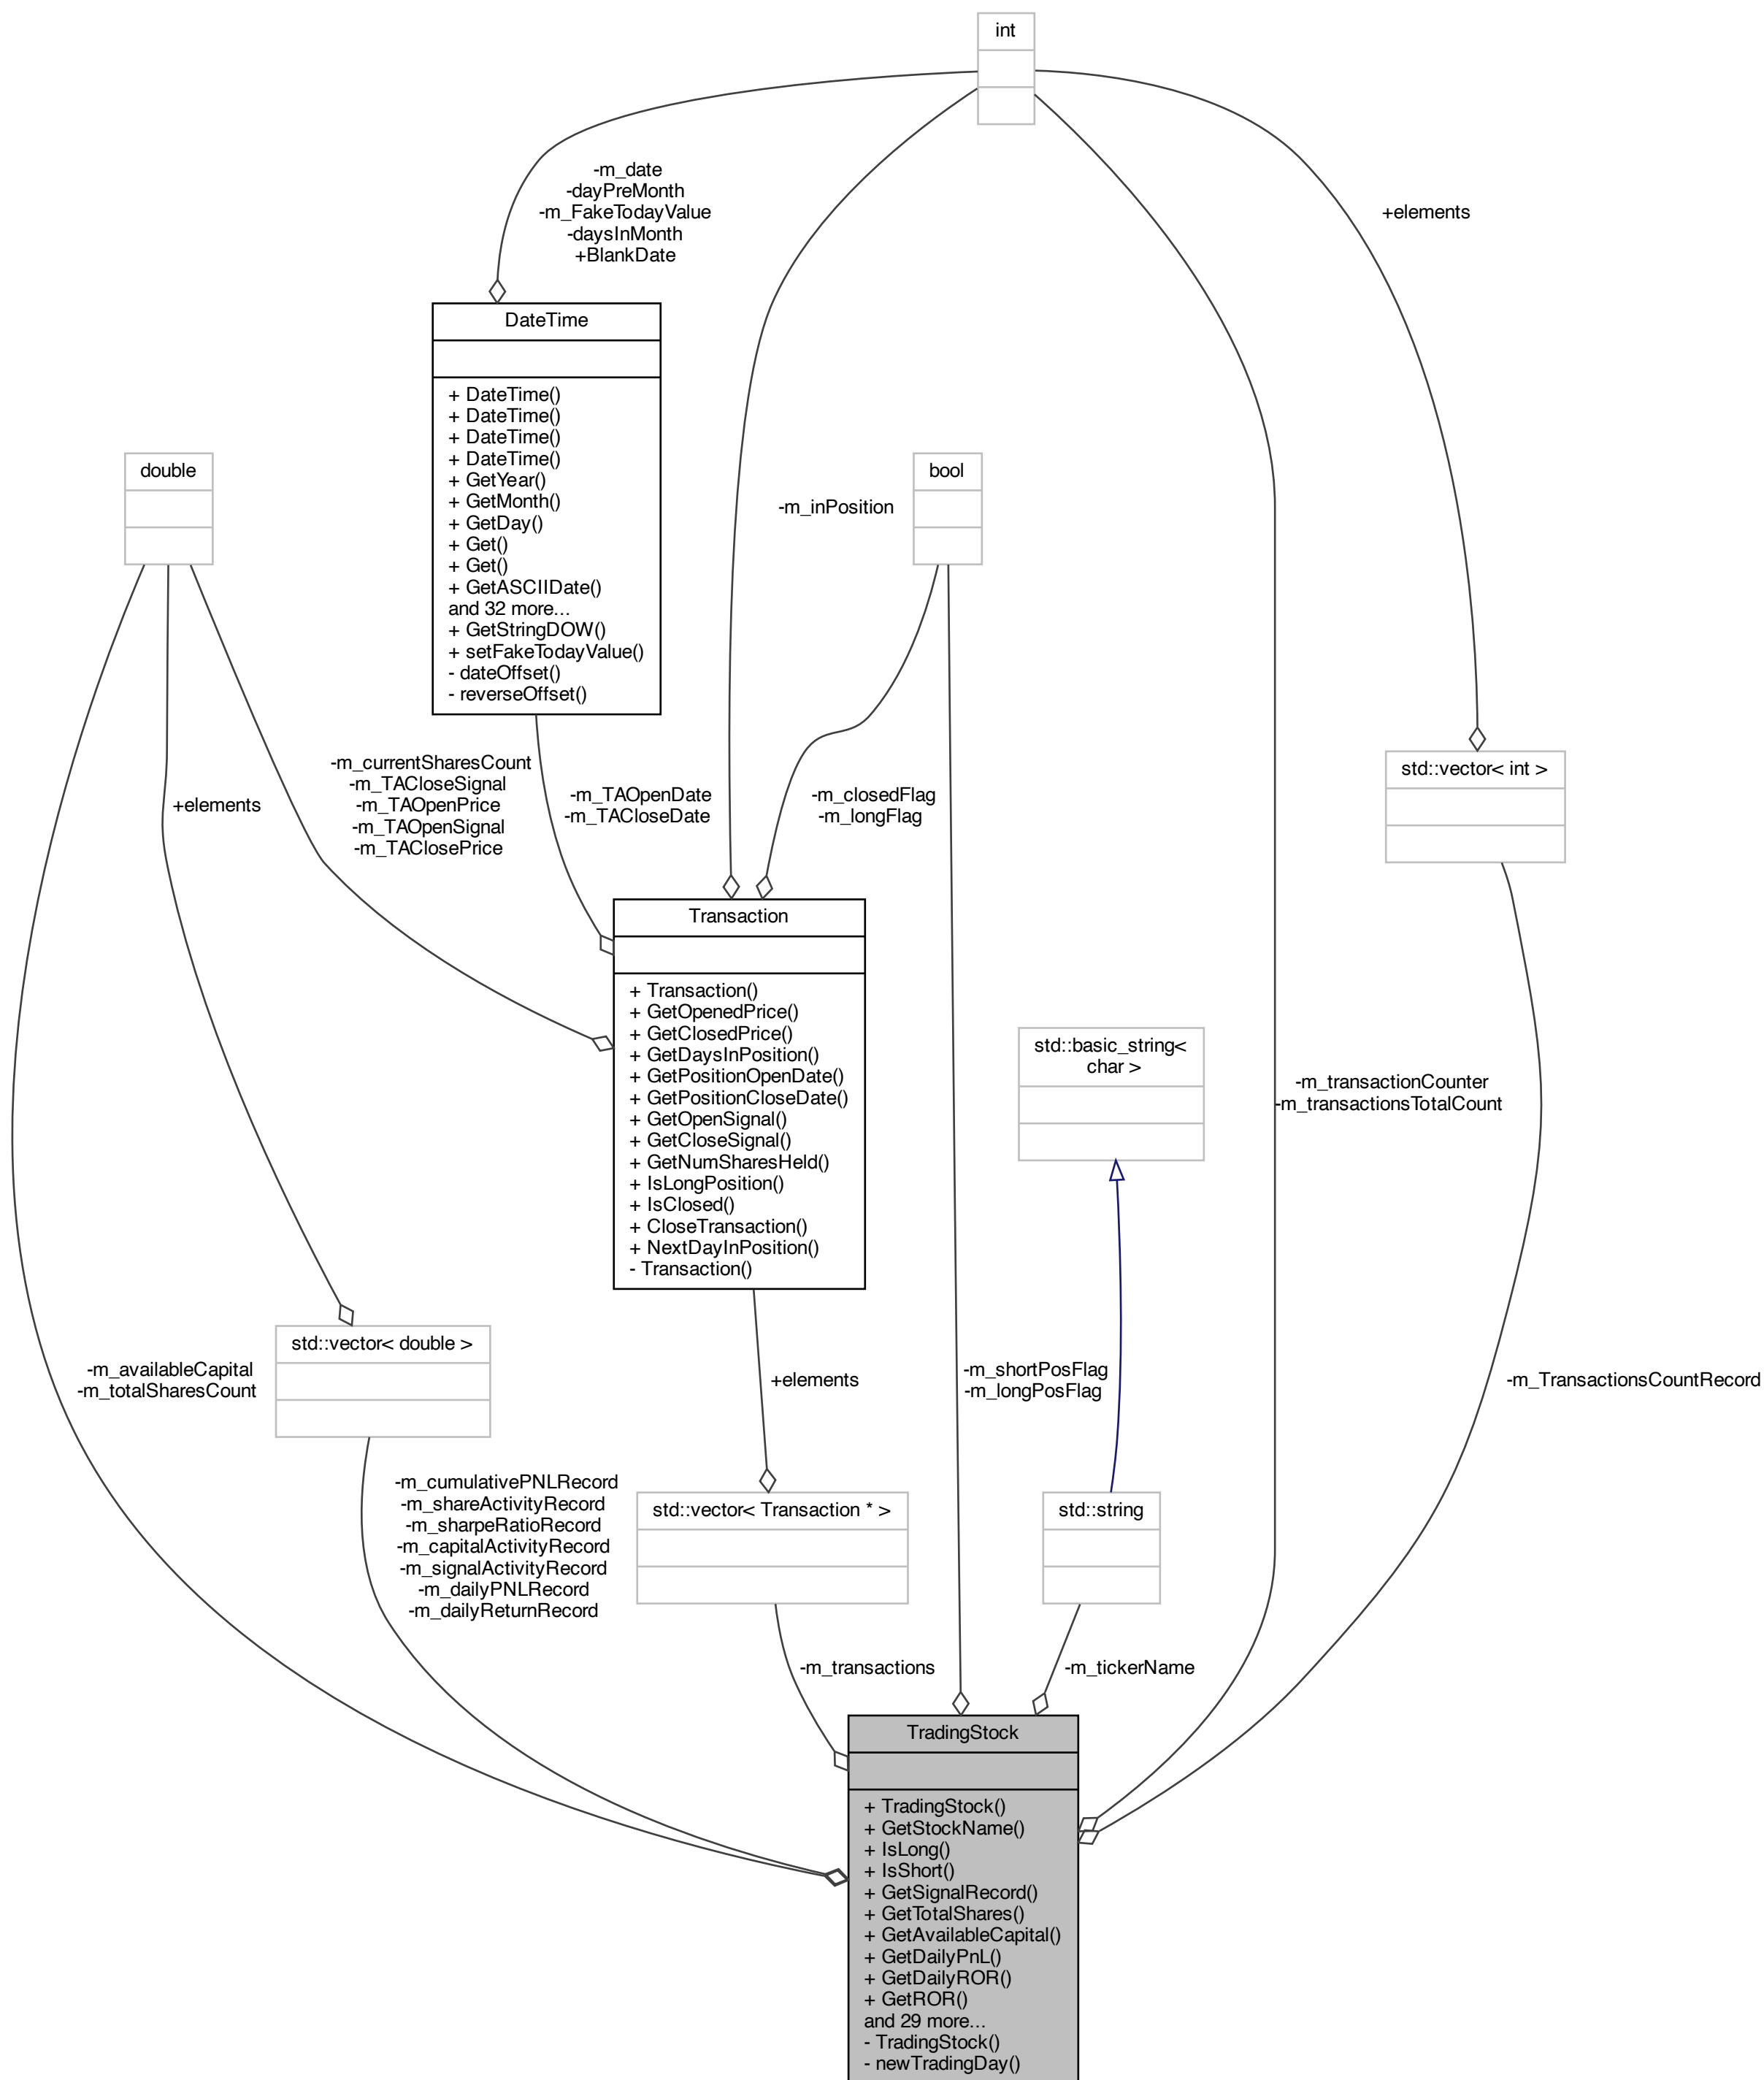 int
-m_date
-dayPreMonth
-m_FakeTodayValue
-daysInMonth
+BlankDate
+elements
DateTime
+ DateTime()
+ DateTime()
+ DateTime()
+ DateTime()
+ GetYear()
+ GetMonth()
+ GetDay()
+ Get()
+ Get()
+ GetASCIIDate()
and 32 more...
+ GetStringDOW()
+ setFakeTodayValue()
- dateOffset()
- reverseOffset()
double
-m_inPosition
bool
-m_currentSharesCount
-m_TACloseSignal
-m_TAOpenPrice
-m_TAOpenSignal
-m_TAClosePrice
+elements
-m_TAOpenDate
-m_TACloseDate
-m_closedFlag
-m_longFlag
std::vector< int >
Transaction
+ Transaction()
+ GetOpenedPrice()
+ GetClosedPrice()
+ GetDaysInPosition()
+ GetPositionOpenDate()
+ GetPositionCloseDate()
+ GetOpenSignal()
+ GetCloseSignal()
+ GetNumSharesHeld()
+ IsLongPosition()
+ IsClosed()
+ CloseTransaction()
+ NextDayInPosition()
- Transaction()
std::basic_string<
char >
-m_transactionCounter
-m_transactionsTotalCount
std::vector< double >
-m_availableCapital
-m_totalSharesCount
+elements
-m_shortPosFlag
-m_longPosFlag
-m_TransactionsCountRecord
-m_cumulativePNLRecord
-m_shareActivityRecord
-m_sharpeRatioRecord
-m_capitalActivityRecord
-m_signalActivityRecord
-m_dailyPNLRecord
-m_dailyReturnRecord
std::vector< Transaction * >
std::string
-m_transactions
-m_tickerName
TradingStock
+ TradingStock()
+ GetStockName()
+ IsLong()
+ IsShort()
+ GetSignalRecord()
+ GetTotalShares()
+ GetAvailableCapital()
+ GetDailyPnL()
+ GetDailyROR()
+ GetROR()
and 29 more...
- TradingStock()
- newTradingDay()